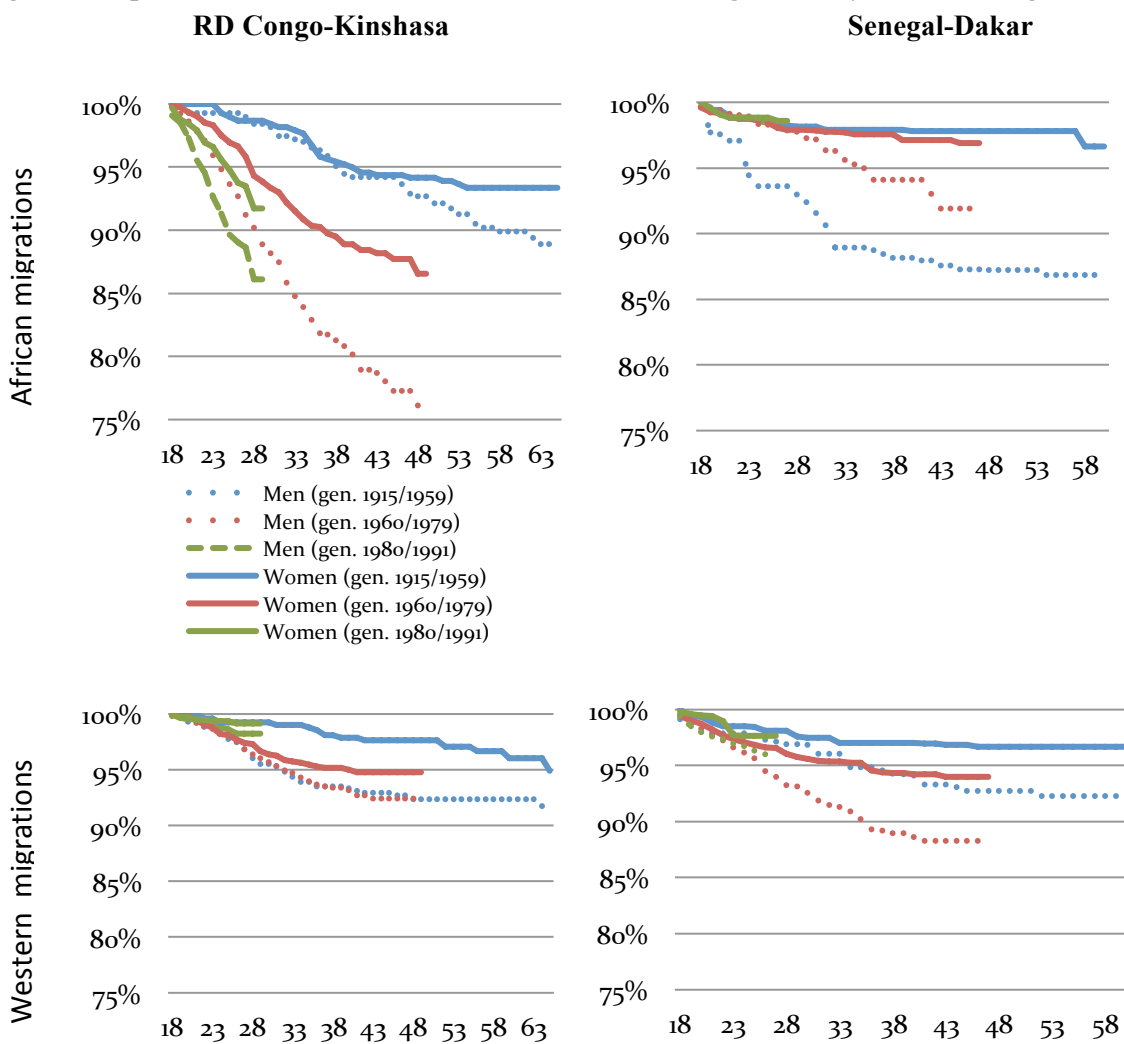 RD Congo-Kinshasa
Senegal-Dakar
African migrations
100%
95%
90%
85%
80%
75%
18 23 28 33 38 43 48 53 58 63
100%
95%
90%
85%
80%
75%
18 23 28 33 38 43 48 53 58
Men (gen. 1915/1959)
Men (gen. 1960/1979)
Men (gen. 1980/1991)
Women (gen. 1915/1959)
Women (gen. 1960/1979)
Women (gen. 1980/1991)
Western migrations
100%
95%
90%
85%
80%
75%
18 23 28 33 38 43 48 53 58 63
100%
95%
90%
85%
80%
75%
18 23 28 33 38 43 48 53 58